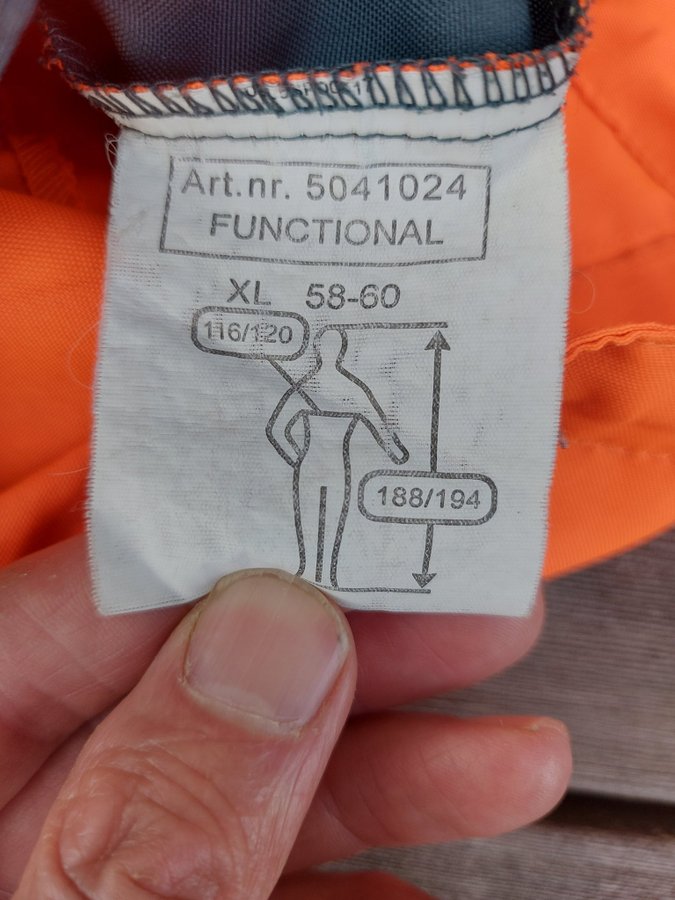 Art.nr. 5041024
FUNCTIONAL
XL 58-60
116/120
188/194